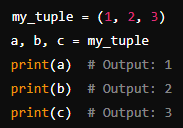 my_tuple = (1, 2, 3)
a, b, c = my_tuple
print(a)  # Output: 1
print(b)  # Output: 2
print(c)  # Output: 3